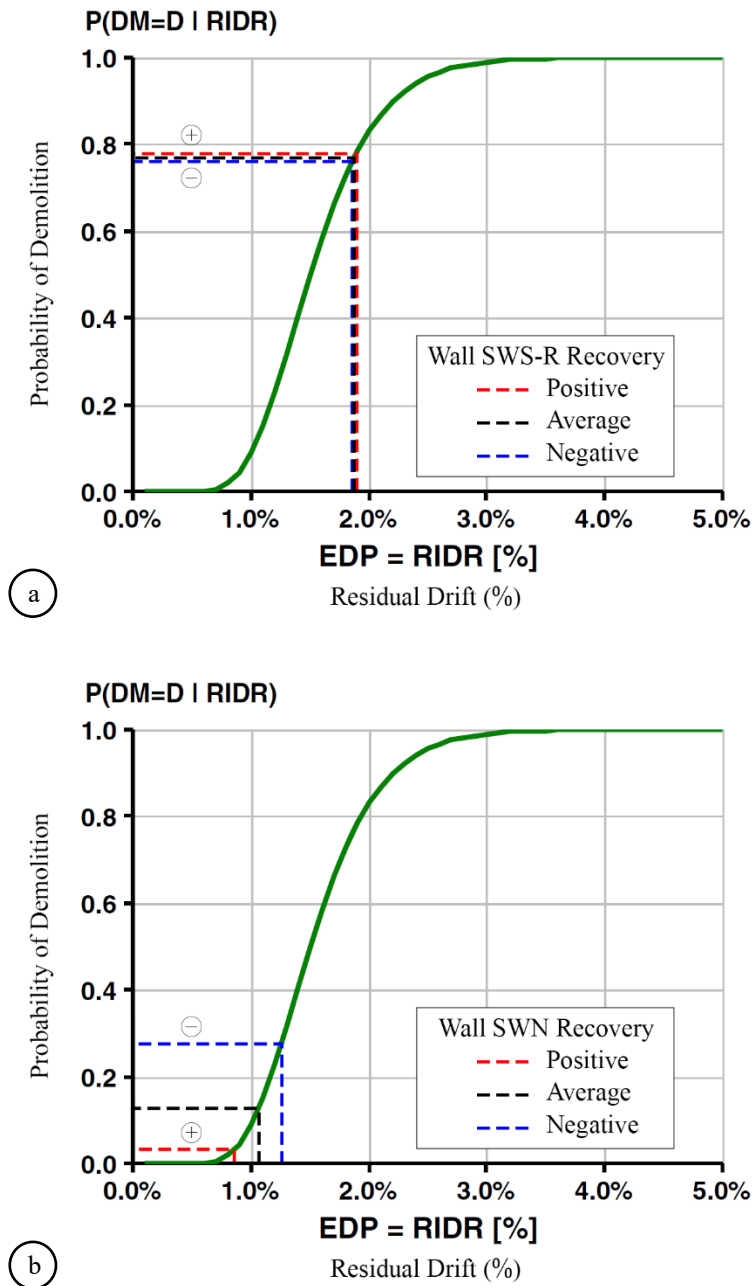 P(DM=D | RIDR)
Probability of Demolition
1.0
0.8
0.6
0.4
0.2
0.0
+
−
Wall SWS-R Recovery
Positive
Average
Negative
0.0% 1.0% 2.0% 3.0% 4.0% 5.0%
EDP = RIDR [%]
a
Residual Drift (%)
P(DM=D | RIDR)
Probability of Demolition
1.0
0.8
0.6
0.4
0.2
0.0
−
+
Wall SWN Recovery
Positive
Average
Negative
0.0% 1.0% 2.0% 3.0% 4.0% 5.0%
EDP = RIDR [%]
b
Residual Drift (%)